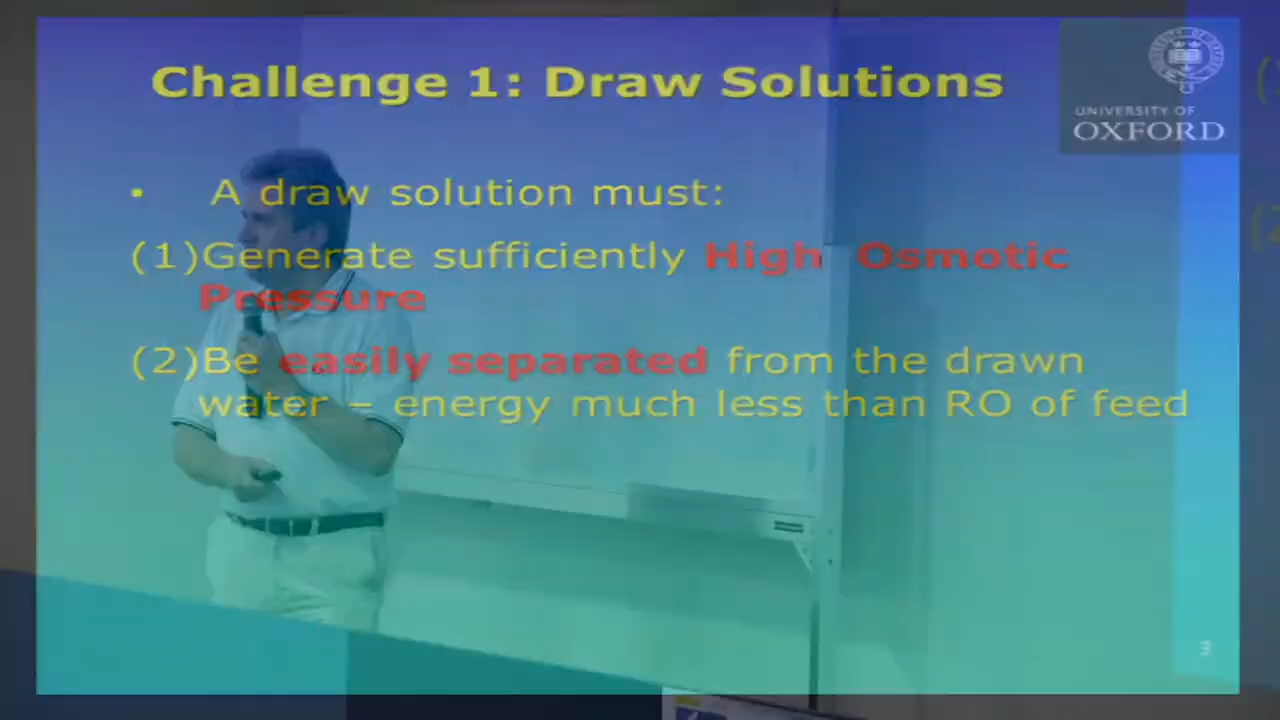 Challenge 1: Draw Solutions
UNIVERSITY OF
OXFORD
• A draw solution must:
(1)Generate sufficiently High Osmotic
Pressure
(2)Be easily separated from the drawn
water – energy much less than RO of feed
3